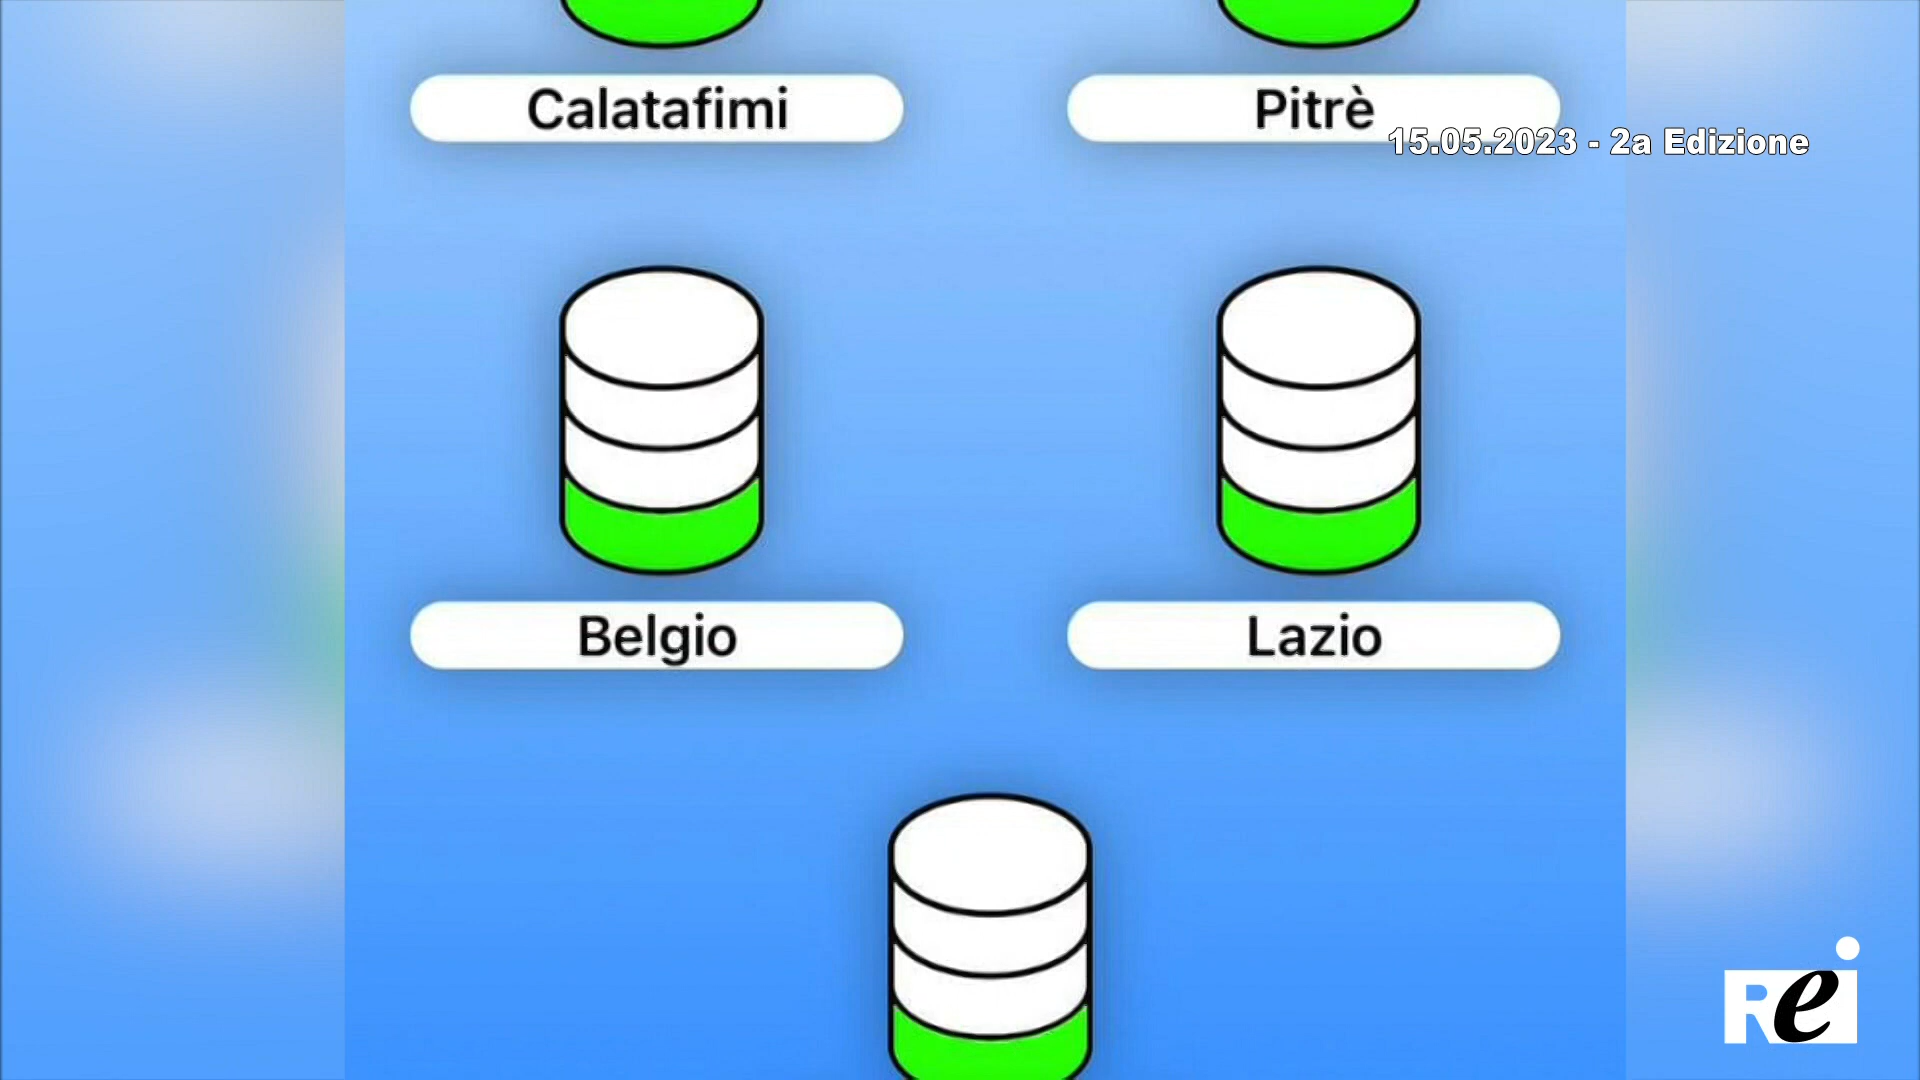 Calatafimi
Pitrè
15.05.2023 - 2a Edizione
Belgio
Lazio
Rei